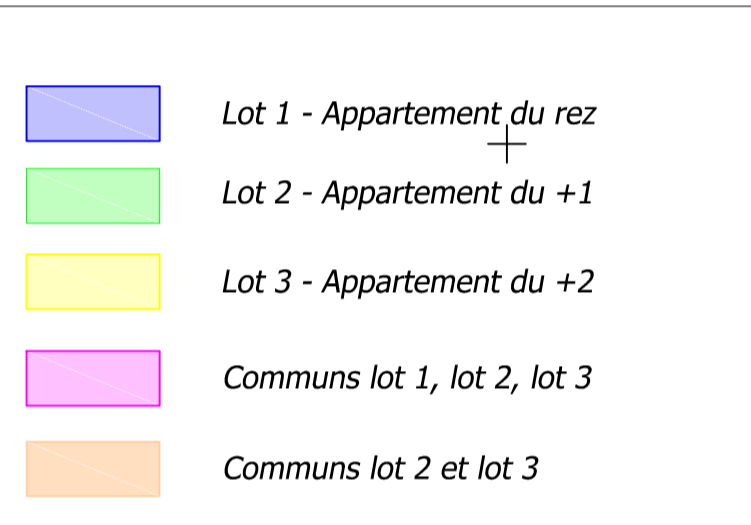 Lot 1 - Appartement du rez
Lot 2 - Appartement du +1
Lot 3 - Appartement du +2
Communs lot 1, lot 2, lot 3
Communs lot 2 et lot 3